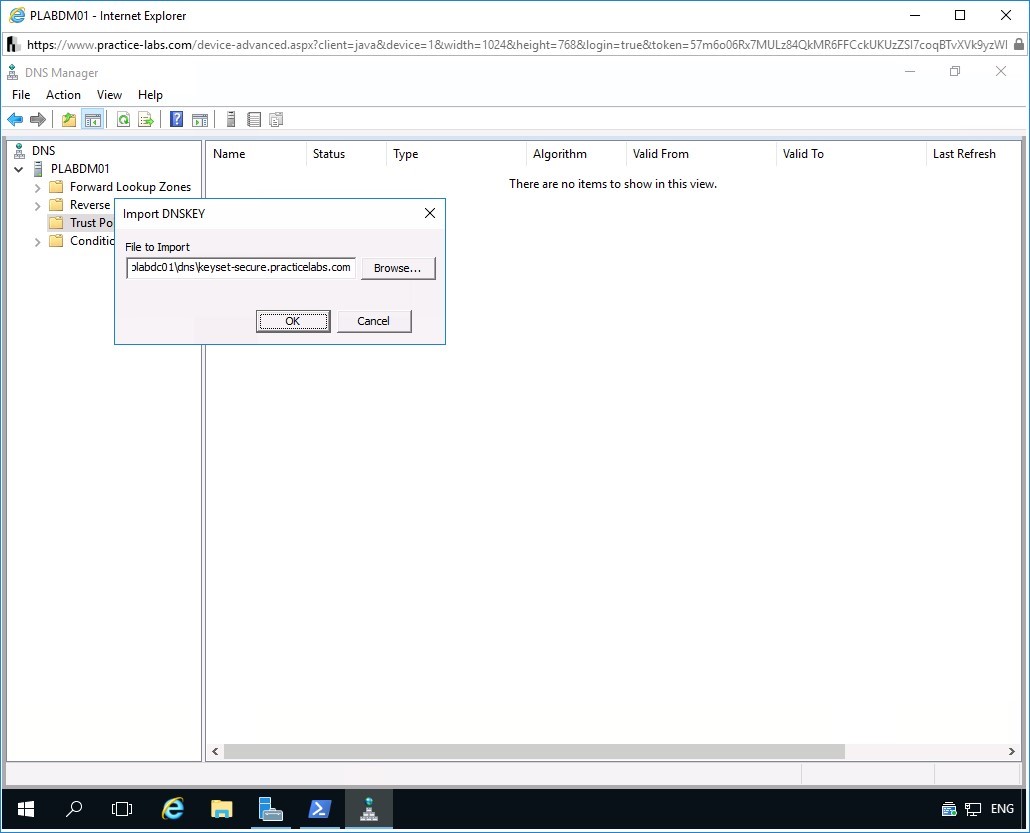 PLABDM01 - Internet Explorer
https://www.practice-labs.com/device-advanced.aspx?client=java&device=1&width=1024&height=768&login=true&token=57m6o06Rx7MULz84QkMR6FFCckUKUzZSI7coqBTvXVk9yzWl
DNS Manager
File Action View Help
DNS
PLABDM01
Forward Lookup Zones
Reverse
Trust Po
Conditic
Name Status Type Algorithm Valid From Valid To Last Refresh
There are no items to show in this view.
Import DNSKEY
File to Import
plabdc01\dns\keyset-secure.practicelabs.com Browse...
OK Cancel
ENG